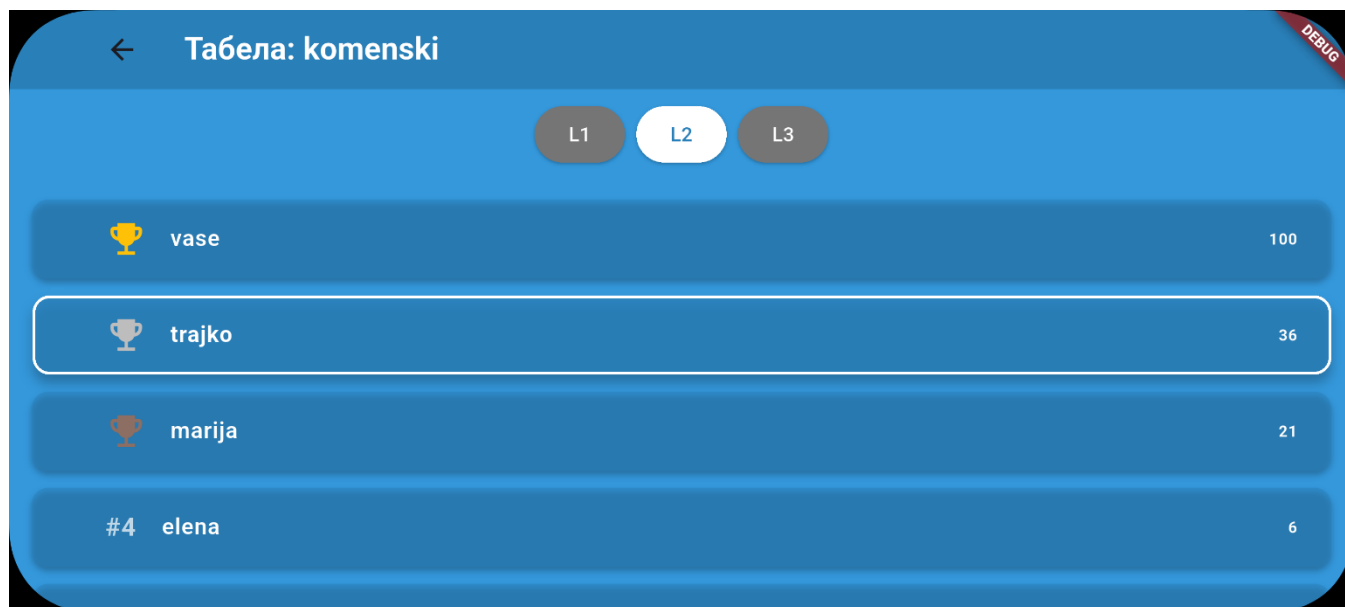 Табела: komenski
DEBUG
L1 L2 L3
vase 100
trajko 36
marija 21
#4 elena 6